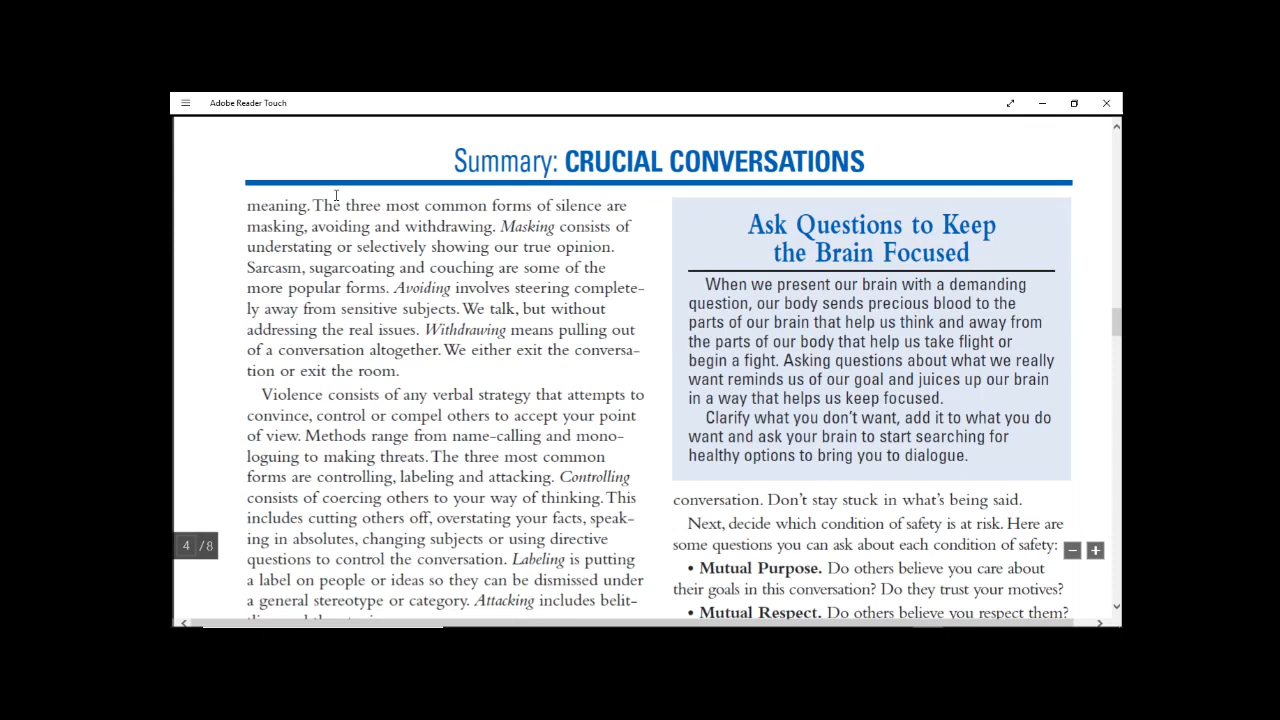 Adobe Reader Touch
Summary: CRUCIAL CONVERSATIONS
meaning. The three most common forms of silence are
masking, avoiding and withdrawing. Masking consists of
understating or selectively showing our true opinion.
Sarcasm, sugarcoating and couching are some of the
more popular forms. Avoiding involves steering complete-
ly away from sensitive subjects. We talk, but without
addressing the real issues. Withdrawing means pulling out
of a conversation altogether. We either exit the conversa-
tion or exit the room.
Violence consists of any verbal strategy that attempts to
convince, control or compel others to accept your point
of view. Methods range from name-calling and mono-
loguing to making threats. The three most common
forms are controlling, labeling and attacking. Controlling
consists of coercing others to your way of thinking. This
includes cutting others off, overstating your facts, speak-
ing in absolutes, changing subjects or using directive
questions to control the conversation. Labeling is putting
a label on people or ideas so they can be dismissed under
a general stereotype or category. Attacking includes belit-
Ask Questions to Keep
the Brain Focused
When we present our brain with a demanding
question, our body sends precious blood to the
parts of our brain that help us think and away from
the parts of our body that help us take flight or
begin a fight. Asking questions about what we really
want reminds us of our goal and juices up our brain
in a way that helps us keep focused.
Clarify what you don't want, add it to what you do
want and ask your brain to start searching for
healthy options to bring you to dialogue.
conversation. Don't stay stuck in what's being said.
Next, decide which condition of safety is at risk. Here are
some questions you can ask about each condition of safety:
• Mutual Purpose. Do others believe you care about
their goals in this conversation? Do they trust your motives?
• Mutual Respect. Do others believe you respect them?
4 /8